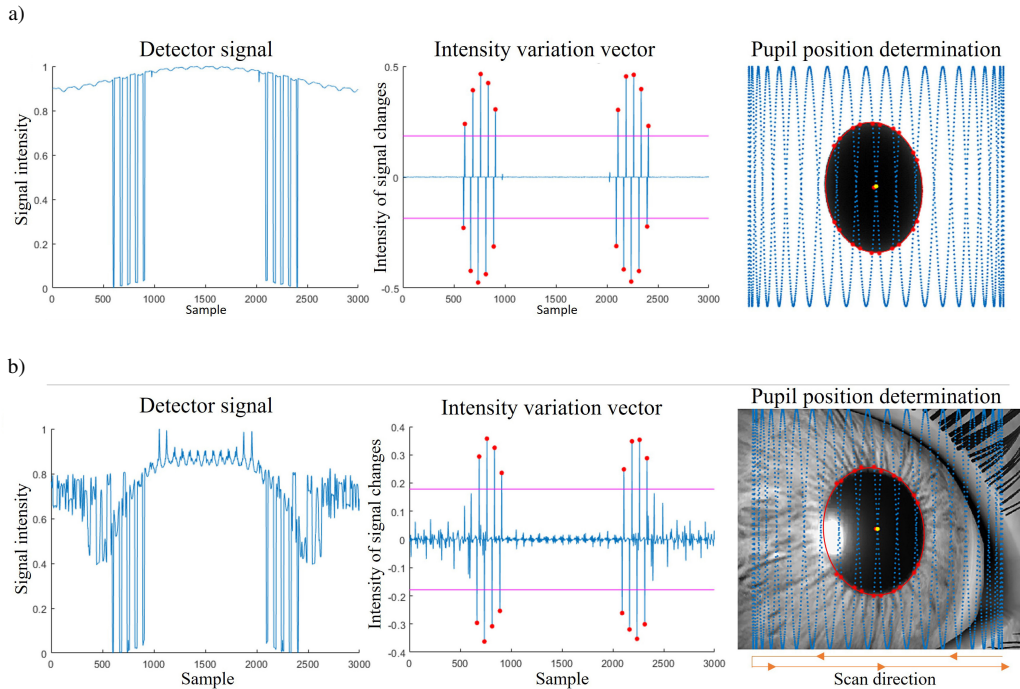 a)
Detector signal
Intensity variation vector
Pupil position determination
Signal intensity
1
0.8
0.6
0.4
0.2
0
0 500 1000 1500 2000 2500 3000
Sample
Intensity of signal changes
0.5
0
-0.5
0 500 1000 1500 2000 2500 3000
Sample
b)
Detector signal
Intensity variation vector
Pupil position determination
Signal intensity
1
0.8
0.6
0.4
0.2
0
0 500 1000 1500 2000 2500 3000
Sample
Intensity of signal changes
0.4
0.3
0.2
0.1
0
-0.1
-0.2
-0.3
-0.4
0 500 1000 1500 2000 2500 3000
Sample
Scan direction